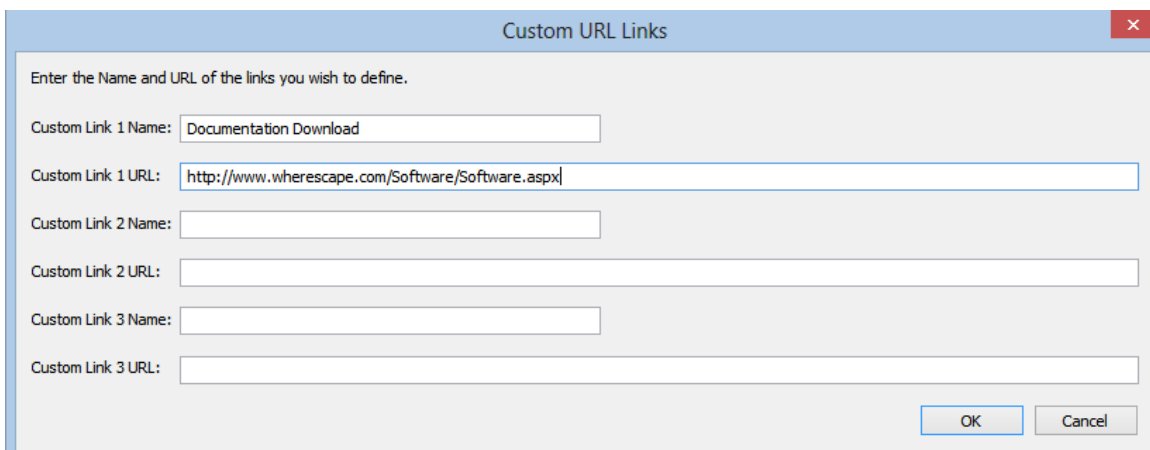 Custom URL Links
Enter the Name and URL of the links you wish to define.
Custom Link 1 Name: Documentation Download
Custom Link 1 URL: http://www.wherescape.com/Software/Software.aspx
Custom Link 2 Name:
Custom Link 2 URL:
Custom Link 3 Name:
Custom Link 3 URL:
OK Cancel